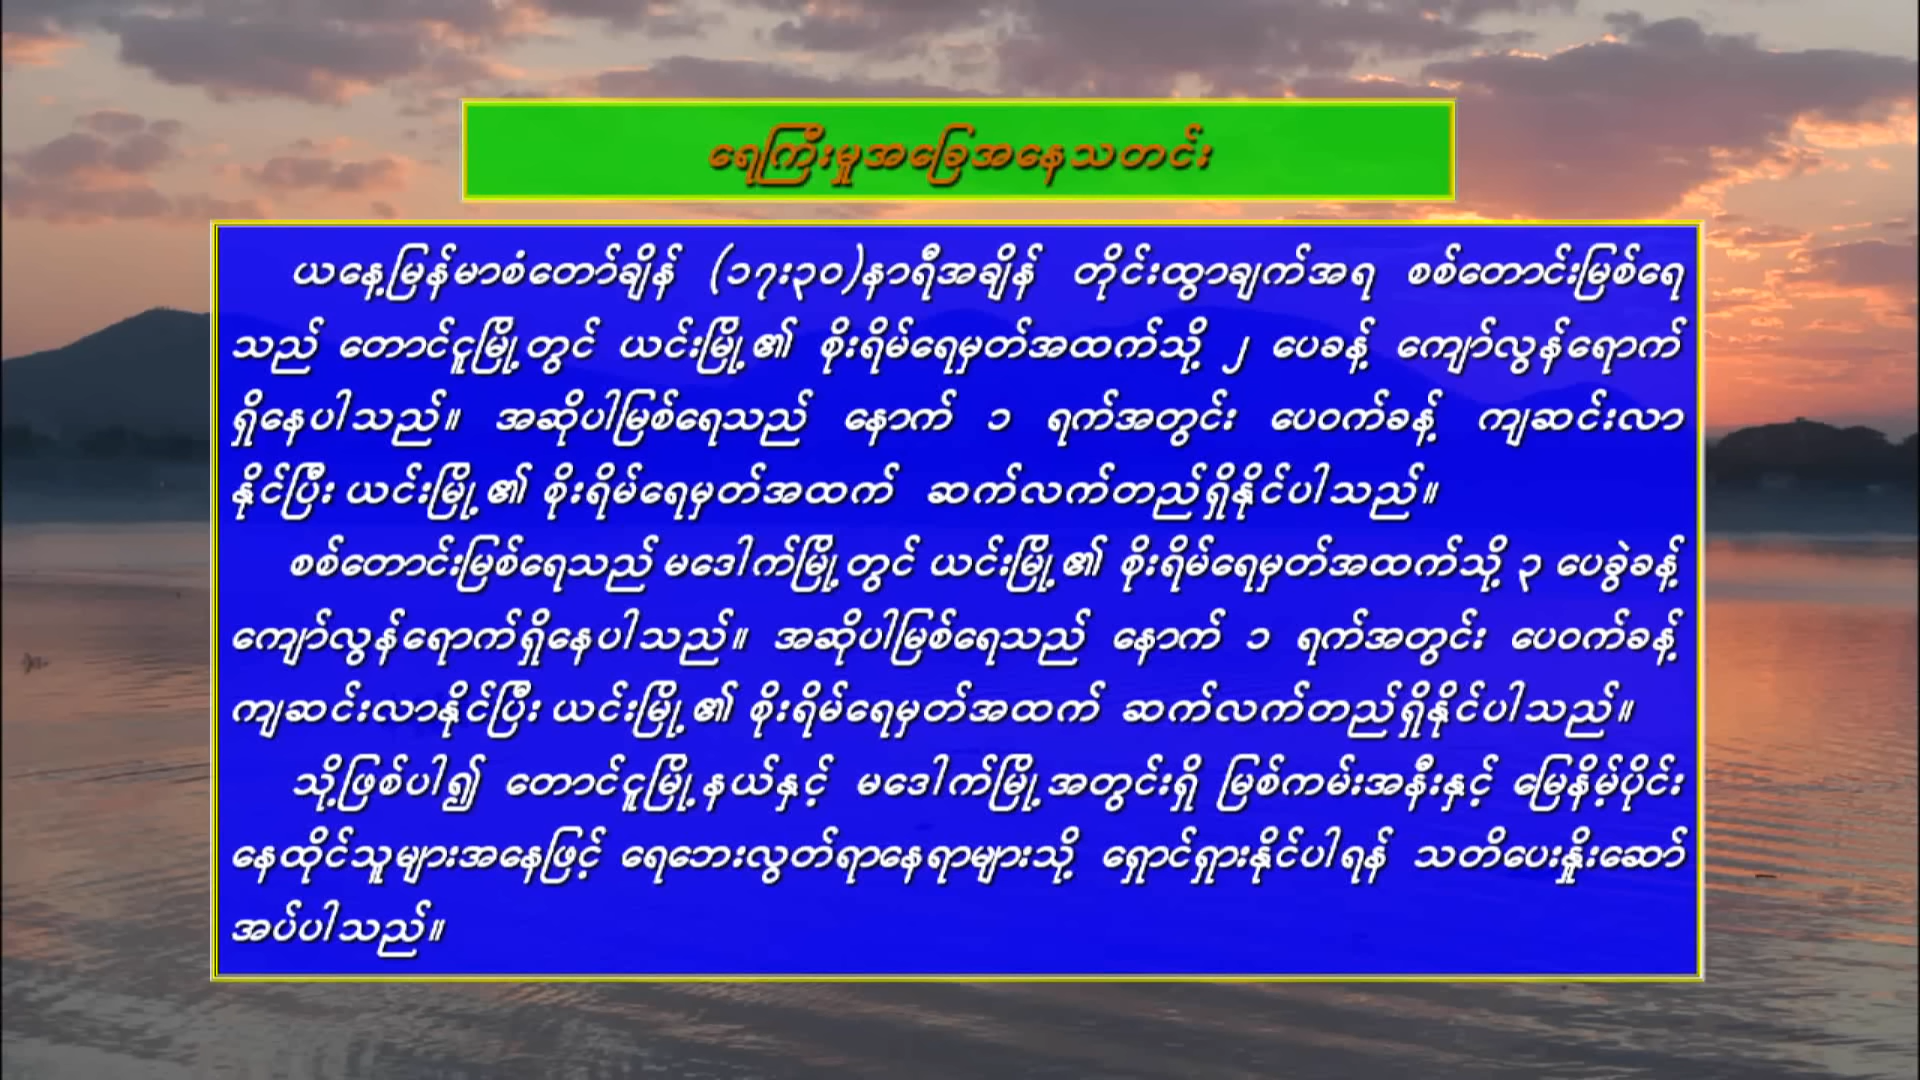 ရေကြီးမှုအခြေအနေသတင်း
ယနေ့မြန်မာစံတော်ချိန် (၁၇း၃၀)နာရီအချိန် တိုင်းထွာချက်အရ စစ်တောင်းမြစ်ရေ
သည် တောင်ငူမြို့တွင် ယင်းမြို့၏ စိုးရိမ်ရေမှတ်အထက်သို့ ၂ ပေခန့် ကျော်လွန်ရောက်
ရှိနေပါသည်။ အဆိုပါမြစ်ရေသည် နောက် ၁ ရက်အတွင်း ပေဝက်ခန့် ကျဆင်းလာ
နိုင်ပြီး ယင်းမြို့၏ စိုးရိမ်ရေမှတ်အထက် ဆက်လက်တည်ရှိနိုင်ပါသည်။
စစ်တောင်းမြစ်ရေသည် မဒေါက်မြို့တွင် ယင်းမြို့၏ စိုးရိမ်ရေမှတ်အထက်သို့ ၃ ပေခွဲခန့်
ကျော်လွန်ရောက်ရှိနေပါသည်။ အဆိုပါမြစ်ရေသည် နောက် ၁ ရက်အတွင်း ပေဝက်ခန့်
ကျဆင်းလာနိုင်ပြီး ယင်းမြို့၏ စိုးရိမ်ရေမှတ်အထက် ဆက်လက်တည်ရှိနိုင်ပါသည်။
သို့ဖြစ်ပါ၍ တောင်ငူမြို့နယ်နှင့် မဒေါက်မြို့အတွင်းရှိ မြစ်ကမ်းအနီးနှင့် မြေနိမ့်ပိုင်း
နေထိုင်သူများအနေဖြင့် ရေဘေးလွတ်ရာနေရာများသို့ ရှောင်ရှားနိုင်ပါရန် သတိပေးနှိုးဆော်
အပ်ပါသည်။